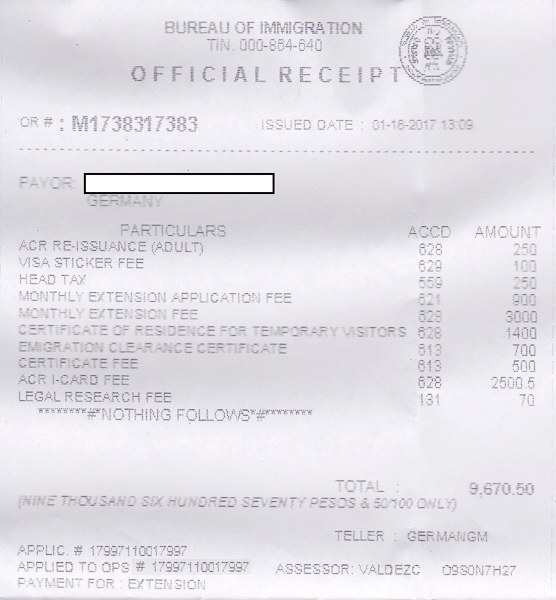 BUREAU OF IMMIGRATION
TIN. 000-864-640
OFFICIAL RECEIPT
OR # : M1738317383 ISSUED DATE : 01-16-2017 13:09
PAYOR:
GERMANY
PARTICULARS ACCD AMOUNT
ACR RE-ISSUANCE (ADULT) 628 250
VISA STICKER FEE 629 100
HEAD TAX 559 250
MONTHLY EXTENSION APPLICATION FEE 621 900
MONTHLY EXTENSION FEE 628 3000
CERTIFICATE OF RESIDENCE FOR TEMPORARY VISITORS 628 1400
EMIGRATION CLEARANCE CERTIFICATE 613 700
CERTIFICATE FEE 613 500
ACR I-CARD FEE 628 2500.5
LEGAL RESEARCH FEE 131 70
********#*NOTHING FOLLOWS*#********
TOTAL : 9,670.50
(NINE THOUSAND SIX HUNDRED SEVENTY PESOS & 50/100 ONLY)
TELLER : GERMANGM
APPLIC. # 17997110017997
APPLIED TO OPS # 17997110017997 ASSESSOR: VALDEZC O9S0N7H27
PAYMENT FOR : EXTENSION